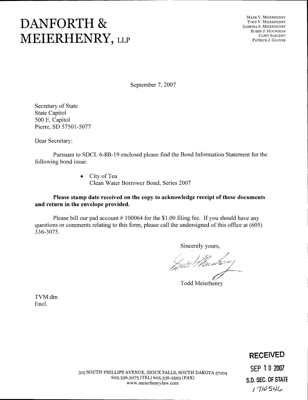 DANFORTH &
MEIERHENRY, LLP
MARK V. MEIERHENRY
TODD V. MEIERHENRY
SABRINA S. MEIERHENRY
ROBIN J. HOUWMAN
CLINT SARGENT
PATRICK J. GLOVER
September 7, 2007
Secretary of State
State Capitol
500 E. Capitol
Pierre, SD 57501-5077
Dear Secretary:
Pursuant to SDCL 6-8B-19 enclosed please find the Bond Information Statement for the
following bond issue:
• City of Tea
Clean Water Borrower Bond, Series 2007
Please stamp date received on the copy to acknowledge receipt of these documents
and return in the envelope provided.
Please bill our pad account # 100064 for the $1.00 filing fee. If you should have any
questions or comments relating to this form, please call the undersigned of this office at (605)
336-3075.
Sincerely yours,
Todd Meierhenry
TVM:dm
Encl.
315 SOUTH PHILLIPS AVENUE, SIOUX FALLS, SOUTH DAKOTA 57104
605.336.3075 (TEL) 605.336.2593 (FAX)
www.meierhenrylaw.com
RECEIVED
SEP 10 2007
S.D. SEC. OF STATE